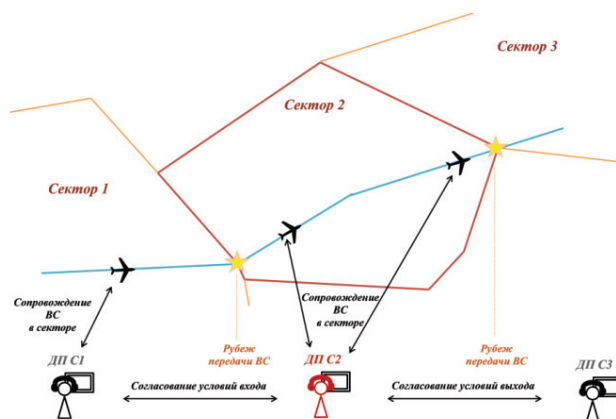 Сектор 3
Сектор 2
Сектор 1
Сопровождение
ВС
в секторе
Сопровождение
ВС
в секторе
Рубеж
передачи ВС
Рубеж
передачи ВС
ДП С1
ДП С2
ДП С3
Согласование условий входа
Согласование условий выхода